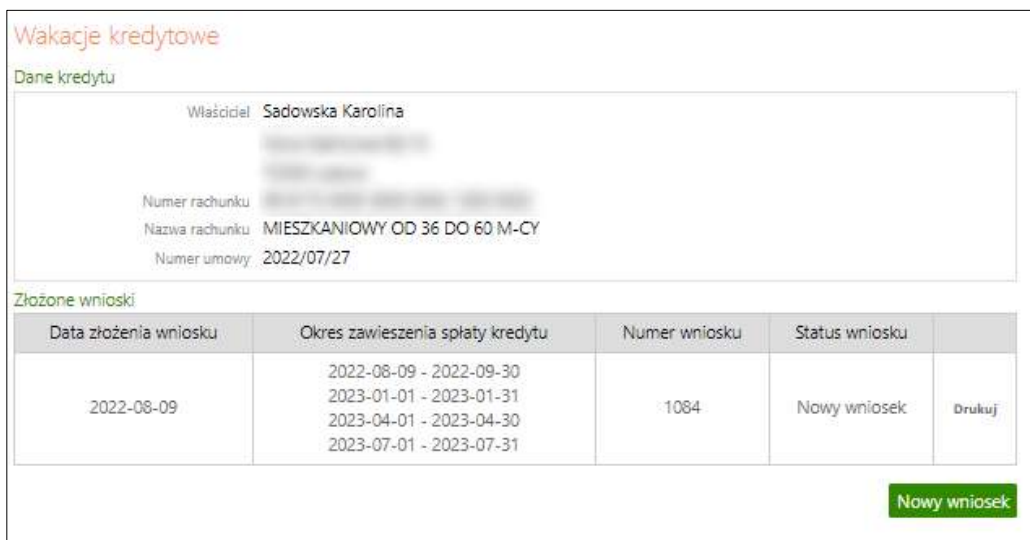 Wakacje kredytowe
Dane kredytu
Właściciel Sadowska Karolina
Numer rachunku
Nazwa rachunku MIESZKANIOWY OD 36 DO 60 M-CY
Numer umowy 2022/07/27
Złożone wnioski
Data złożenia wniosku Okres zawieszenia spłaty kredytu Numer wniosku Status wniosku
2022-08-09 - 2022-09-30
2023-01-01 - 2023-01-31
2022-08-09 1084 Nowy wniosek Drukuj
2023-04-01 - 2023-04-30
2023-07-01 - 2023-07-31
Nowy wniosek